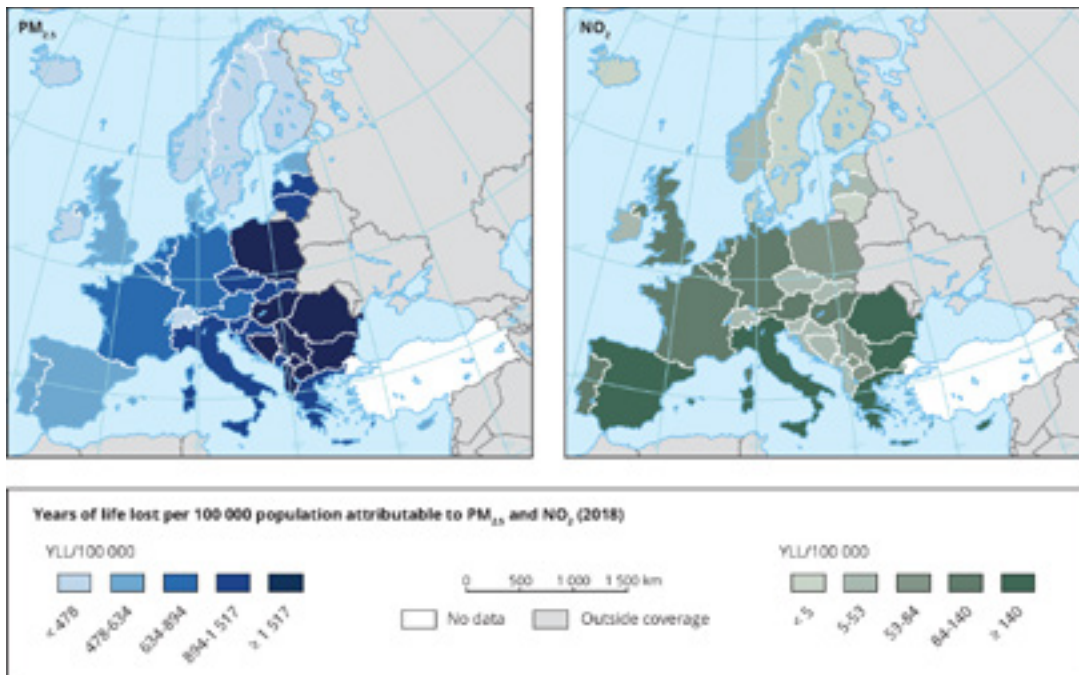 PM2.5
NO2
Years of life lost per 100 000 population attributable to PM2.5 and NO2 (2018)
YLL/100 000
< 478
478-634
634-894
894-1 517
≥ 1 517
0 500 1 000 1 500 km
No data
Outside coverage
YLL/100 000
< 5
5-53
53-84
84-140
≥ 140